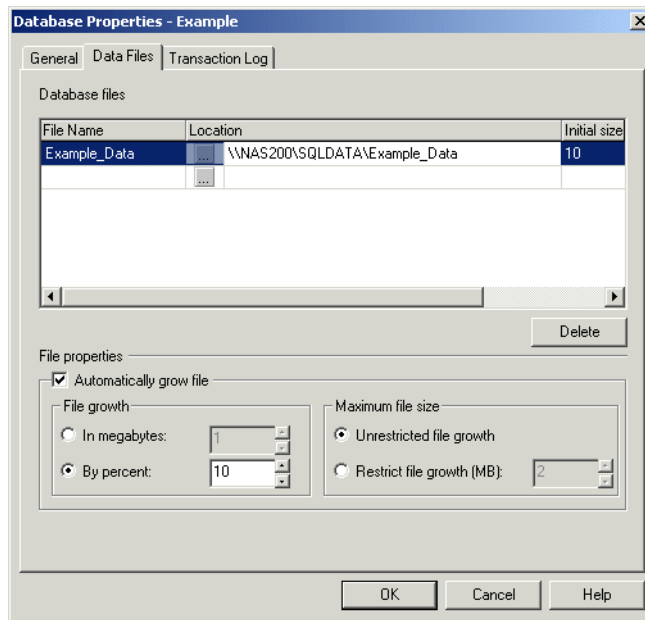 Database Properties - Example
General Data Files Transaction Log
Database files
File Name Location Initial size
Example_Data ... \\NAS200\SQLDATA\Example_Data 10
...
Delete
File properties
Automatically grow file
File growth Maximum file size
In megabytes: 1 Unrestricted file growth
By percent: 10 Restrict file growth (MB): 2
OK Cancel Help